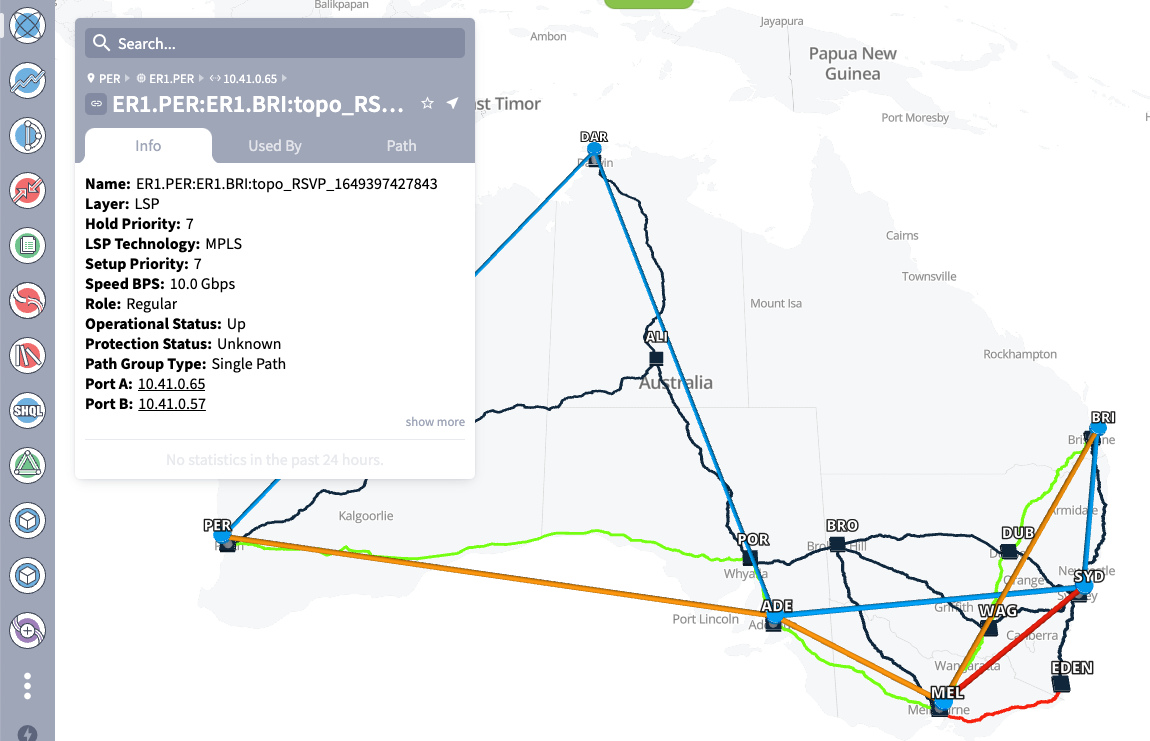 Balikpapan
Ambon
Jayapura
Papua New
Guinea
Search...
PER ER1.PER 10.41.0.65
ER1.PER:ER1.BRI:topo_RS...
st Timor
Port Moresby
Info Used By Path
DAR
Name: ER1.PER:ER1.BRI:topo_RSVP_1649397427843
Layer: LSP
Hold Priority: 7
LSP Technology: MPLS
Setup Priority: 7
Speed BPS: 10.0 Gbps
Role: Regular
Operational Status: Up
Protection Status: Unknown
Path Group Type: Single Path
Port A: 10.41.0.65
Port B: 10.41.0.57
show more
No statistics in the past 24 hours.
SHQL
Cairns
Townsville
Mount Isa
ALI
Rockhampton
Australia
BRI
Brisbane
Kalgoorlie
PER
Armidale
BRO
DUB
POR
Broken Hill
Whyalla
Newcastle
SYD
Orange
ADE
Griffith
WAG
Port Lincoln
Canberra
Wangaratta
EDEN
MEL
Melbourne